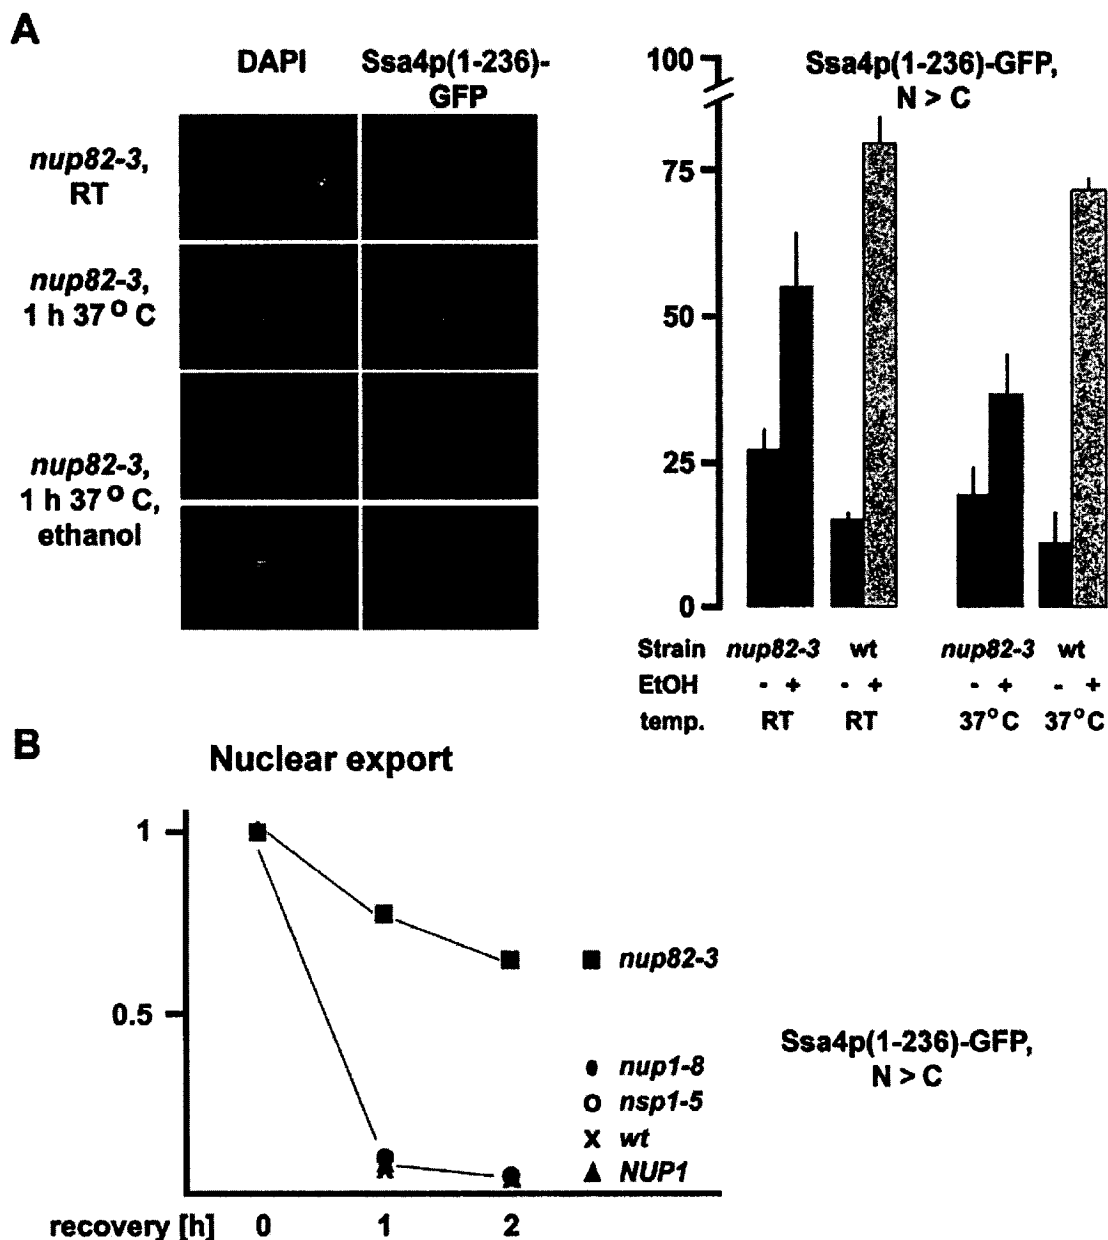 A
DAPI Ssa4p(1-236)-
GFP
nup82-3,
RT
nup82-3,
1 h 37 º C
nup82-3,
1 h 37 º C,
ethanol
Ssa4p(1-236)-GFP,
N > C
100
75
50
25
0
Strain nup82-3 wt nup82-3 wt
EtOH - + - + - + - +
temp. RT RT 37ºC 37ºC
B
Nuclear export
1
0.5
nup82-3
nup1-8
nsp1-5
wt
NUP1
Ssa4p(1-236)-GFP,
N > C
recovery [h] 0 1 2